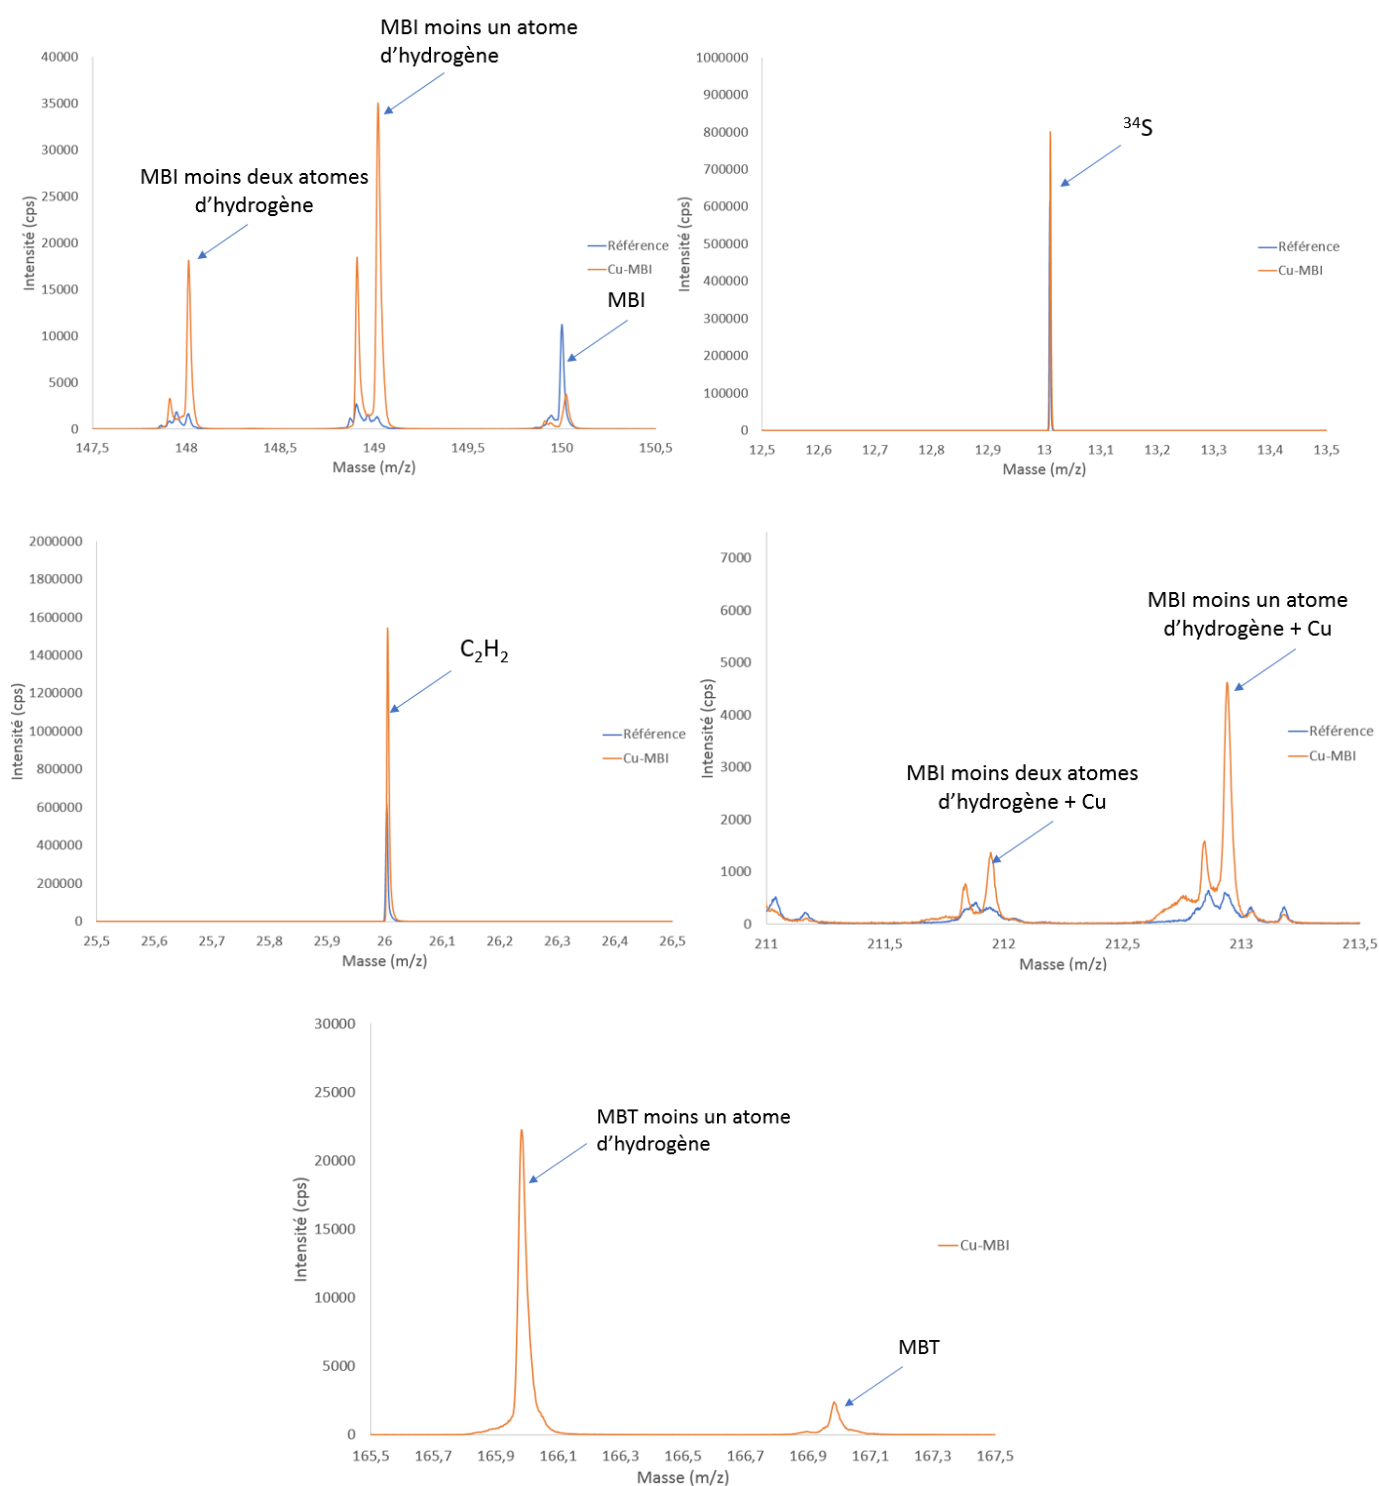 MBI moins un atome
d'hydrogène
40000
35000
30000
25000
20000
15000
10000
5000
0
Intensité (cps)
MBI moins deux atomes
d'hydrogène
Référence
Cu-MBI
MBI
147,5
148
148,5
149
149,5
150
150,5
Masse (m/z)
1000000
900000
800000
700000
600000
500000
400000
300000
200000
100000
0
Intensité (cps)
³⁴S
Référence
Cu-MBI
12,5
12,6
12,7
12,8
12,9
13
13,1
13,2
13,3
13,4
13,5
Masse (m/z)
2000000
1800000
1600000
1400000
1200000
1000000
800000
600000
400000
200000
0
Intensité (cps)
C₂H₂
Référence
Cu-MBI
25,5
25,6
25,7
25,8
25,9
26
26,1
26,2
26,3
26,4
26,5
Masse (m/z)
7000
6000
5000
4000
3000
2000
1000
0
Intensité (cps)
MBI moins un atome
d'hydrogène + Cu
Référence
Cu-MBI
MBI moins deux atomes
d'hydrogène + Cu
211
211,5
212
212,5
213
213,5
Masse (m/z)
30000
25000
20000
15000
10000
5000
0
Intensité (cps)
MBT moins un atome
d'hydrogène
Cu-MBI
MBT
165,5
165,7
165,9
166,1
166,3
166,5
166,7
166,9
167,1
167,3
167,5
Masse (m/z)